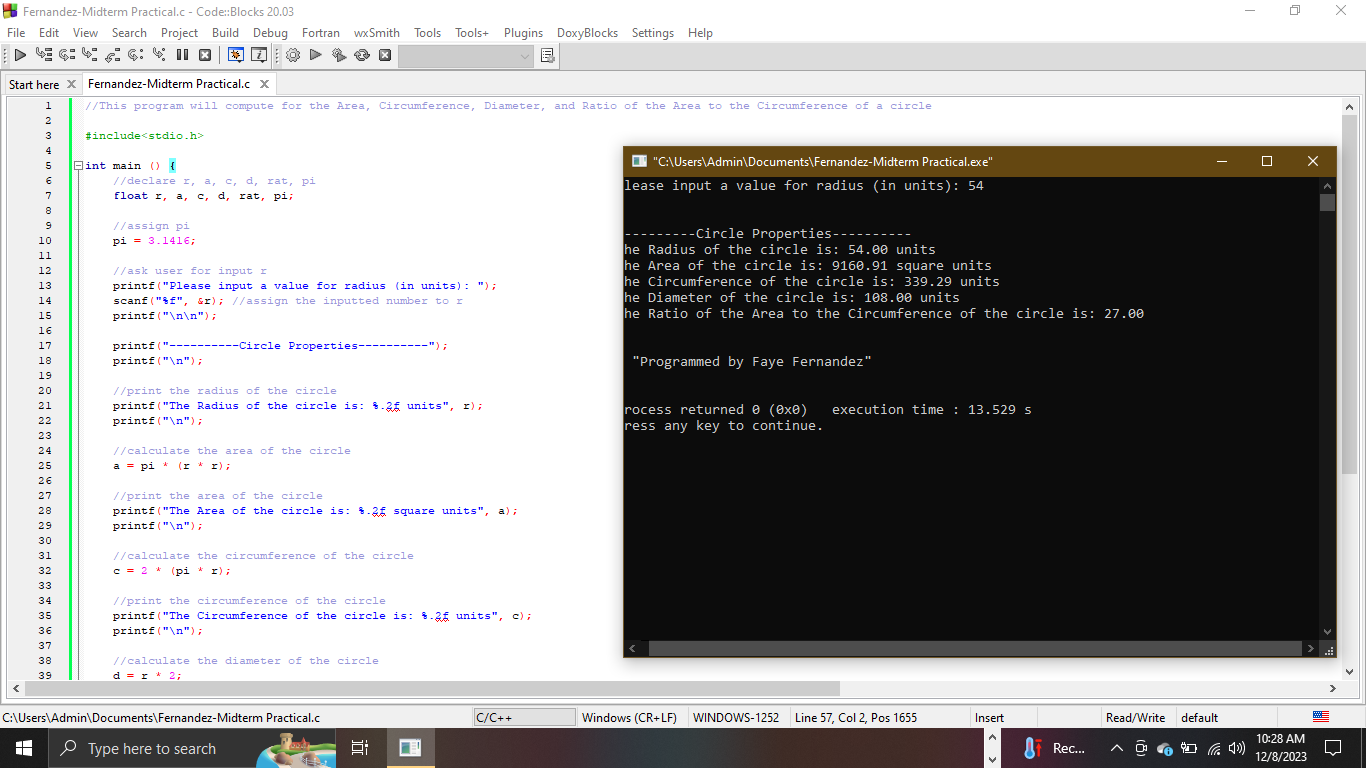 Fernandez-Midterm Practical.c - Code::Blocks 20.03
File Edit View Search Project Build Debug Fortran wxSmith Tools Tools+ Plugins DoxyBlocks Settings Help
Start here Fernandez-Midterm Practical.c
1 //This program will compute for the Area, Circumference, Diameter, and Ratio of the Area to the Circumference of a circle
2
3 #include<stdio.h>
4
5 int main () {
6 //declare r, a, c, d, rat, pi
7 float r, a, c, d, rat, pi;
8
9 //assign pi
10 pi = 3.1416;
11
12 //ask user for input r
13 printf("Please input a value for radius (in units): ");
14 scanf("%f", &r); //assign the inputted number to r
15 printf("\n\n");
16
17 printf("----------Circle Properties----------");
18 printf("\n");
19
20 //print the radius of the circle
21 printf("The Radius of the circle is: %.2f units", r);
22 printf("\n");
23
24 //calculate the area of the circle
25 a = pi * (r * r);
26
27 //print the area of the circle
28 printf("The Area of the circle is: %.2f square units", a);
29 printf("\n");
30
31 //calculate the circumference of the circle
32 c = 2 * (pi * r);
33
34 //print the circumference of the circle
35 printf("The Circumference of the circle is: %.2f units", c);
36 printf("\n");
37
38 //calculate the diameter of the circle
39 d = r * 2;
"C:\Users\Admin\Documents\Fernandez-Midterm Practical.exe"
lease input a value for radius (in units): 54
---------Circle Properties----------
he Radius of the circle is: 54.00 units
he Area of the circle is: 9160.91 square units
he Circumference of the circle is: 339.29 units
he Diameter of the circle is: 108.00 units
he Ratio of the Area to the Circumference of the circle is: 27.00
"Programmed by Faye Fernandez"
rocess returned 0 (0x0) execution time : 13.529 s
ress any key to continue.
C:\Users\Admin\Documents\Fernandez-Midterm Practical.c C/C++ Windows (CR+LF) WINDOWS-1252 Line 57, Col 2, Pos 1655 Insert Read/Write default
Type here to search Rec... 10:28 AM
12/8/2023